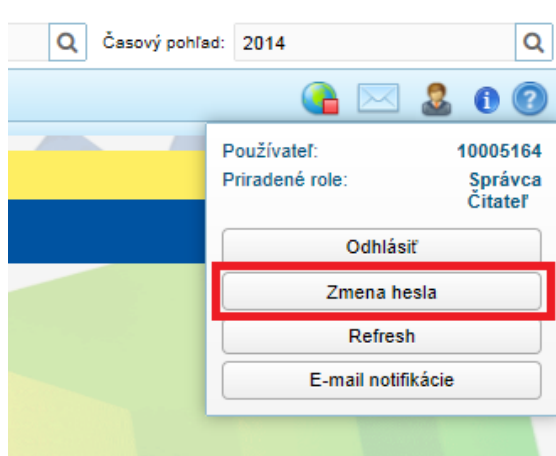 Časový pohľad: 2014
Používateľ: 10005164
Priradené role: Správca
Čitateľ
Odhlásiť
Zmena hesla
Refresh
E-mail notifikácie